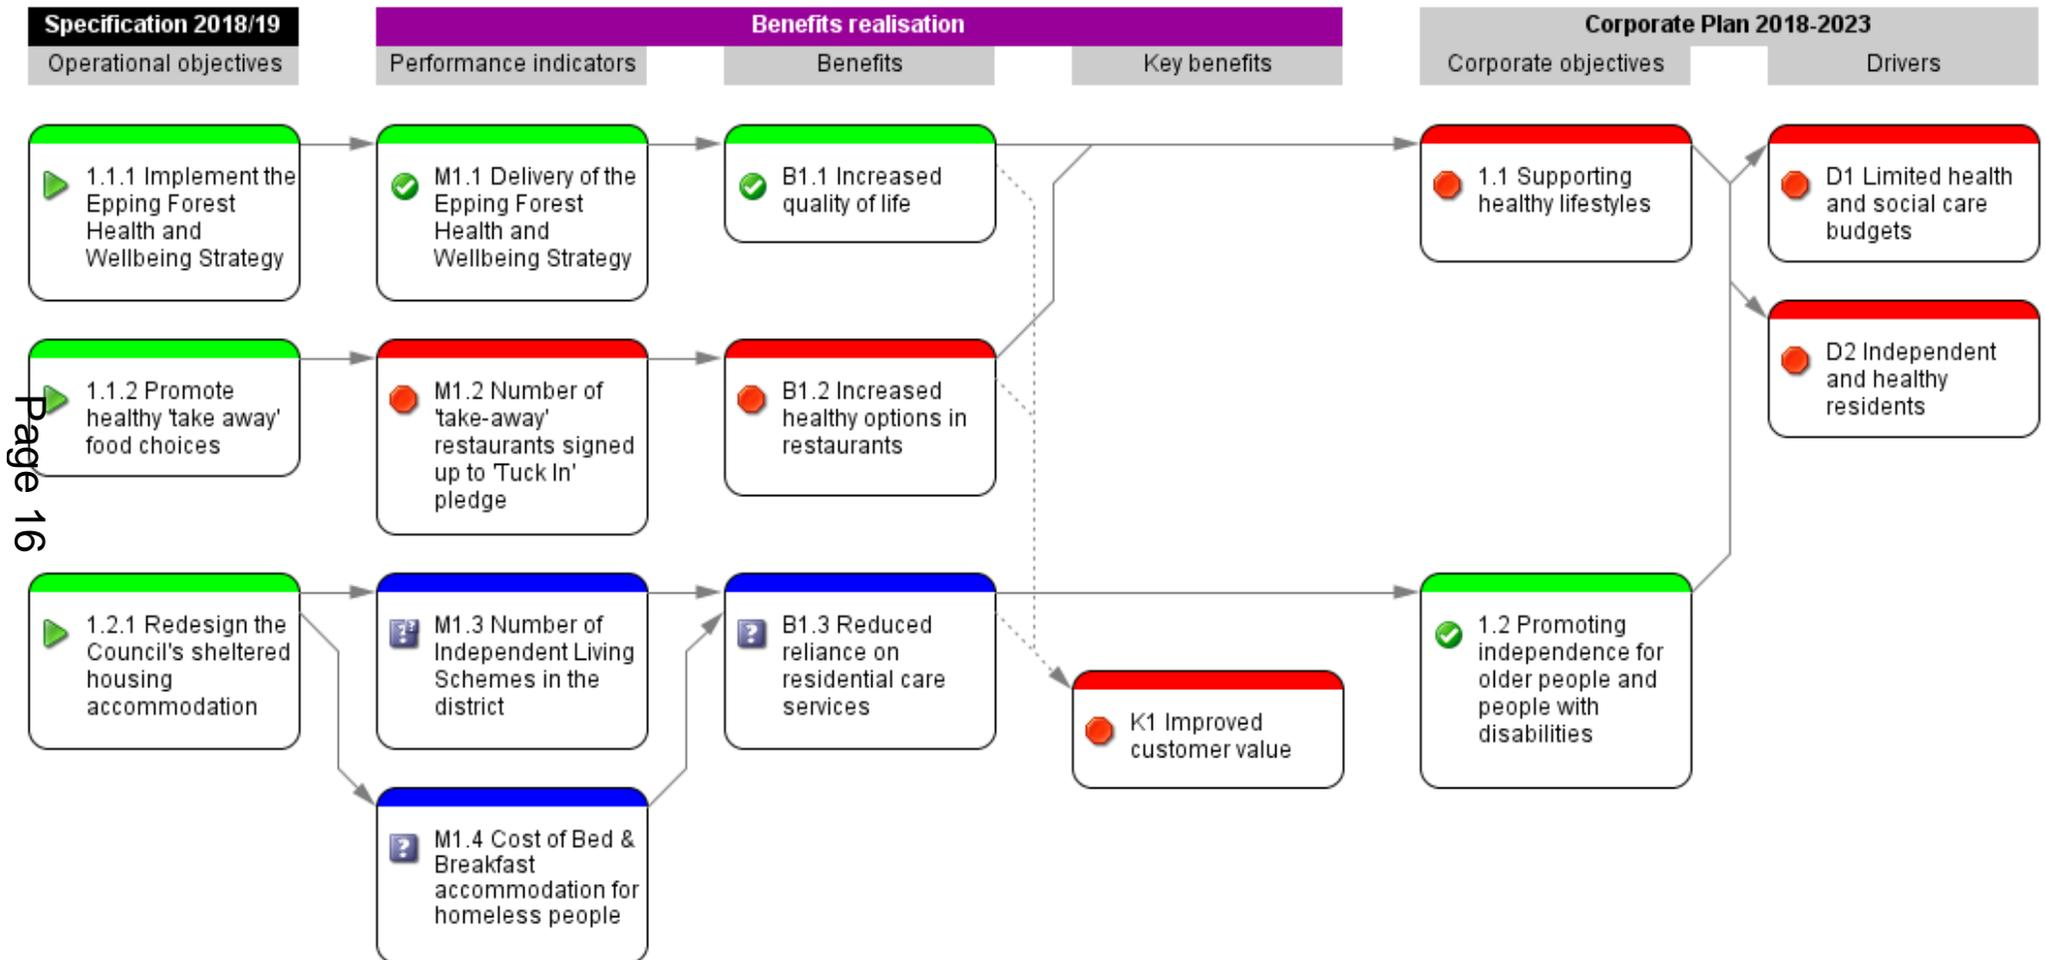 Specification 2018/19
Benefits realisation
Corporate Plan 2018-2023
Operational objectives
Performance indicators
Benefits
Key benefits
Corporate objectives
Drivers
1.1.1 Implement the
Epping Forest
Health and
Wellbeing Strategy
M1.1 Delivery of the
Epping Forest
Health and
Wellbeing Strategy
B1.1 Increased
quality of life
1.1 Supporting
healthy lifestyles
D1 Limited health
and social care
budgets
D2 Independent
and healthy
residents
1.1.2 Promote
healthy 'take away'
food choices
M1.2 Number of
'take-away'
restaurants signed
up to 'Tuck In'
pledge
B1.2 Increased
healthy options in
restaurants
Page 16
1.2.1 Redesign the
Council's sheltered
housing
accommodation
M1.3 Number of
Independent Living
Schemes in the
district
B1.3 Reduced
reliance on
residential care
services
K1 Improved
customer value
1.2 Promoting
independence for
older people and
people with
disabilities
M1.4 Cost of Bed &
Breakfast
accommodation for
homeless people